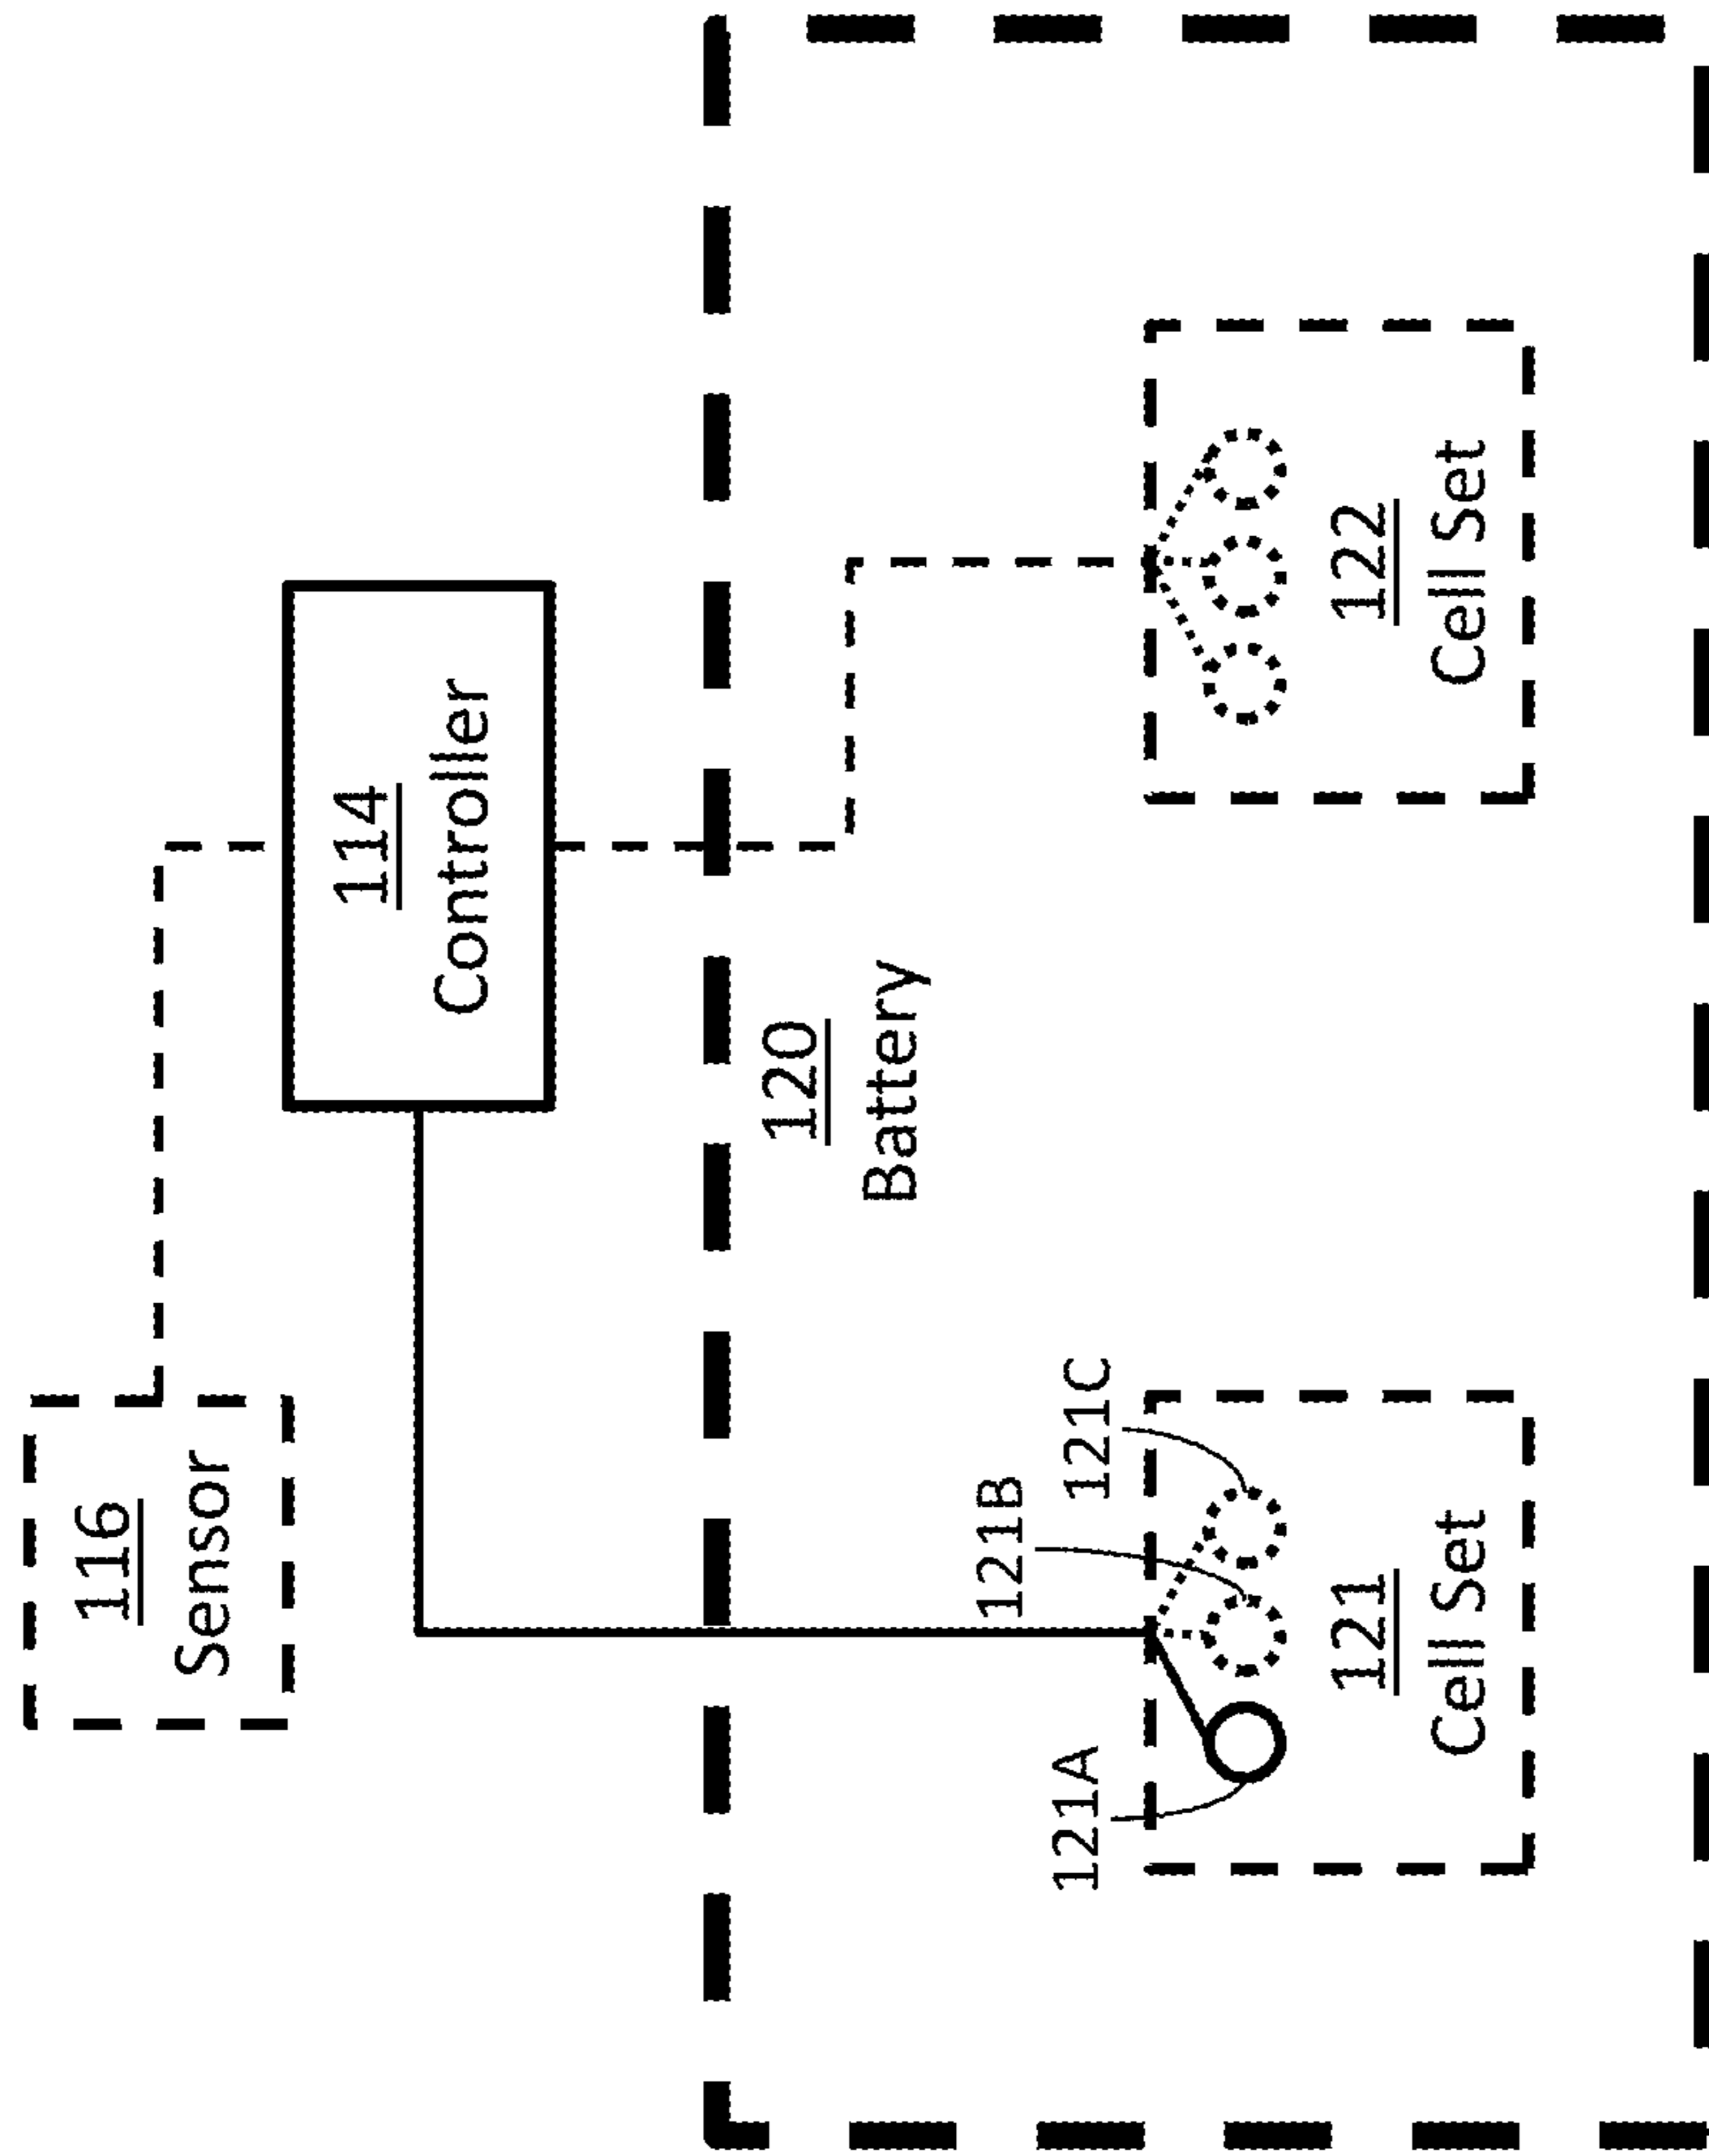 116
Sensor
114
Controller
120
Battery
121A
121B
121C
121
Cell Set
122
Cell Set